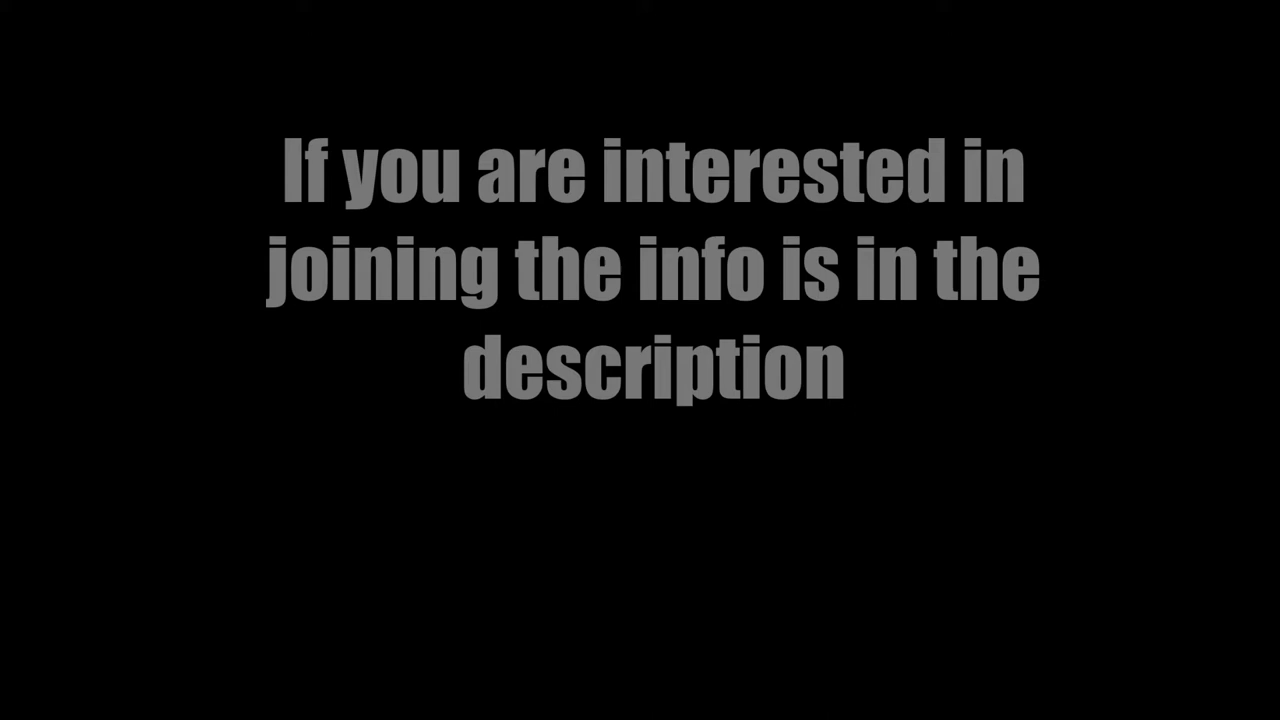 If you are interested in
joining the info is in the
description